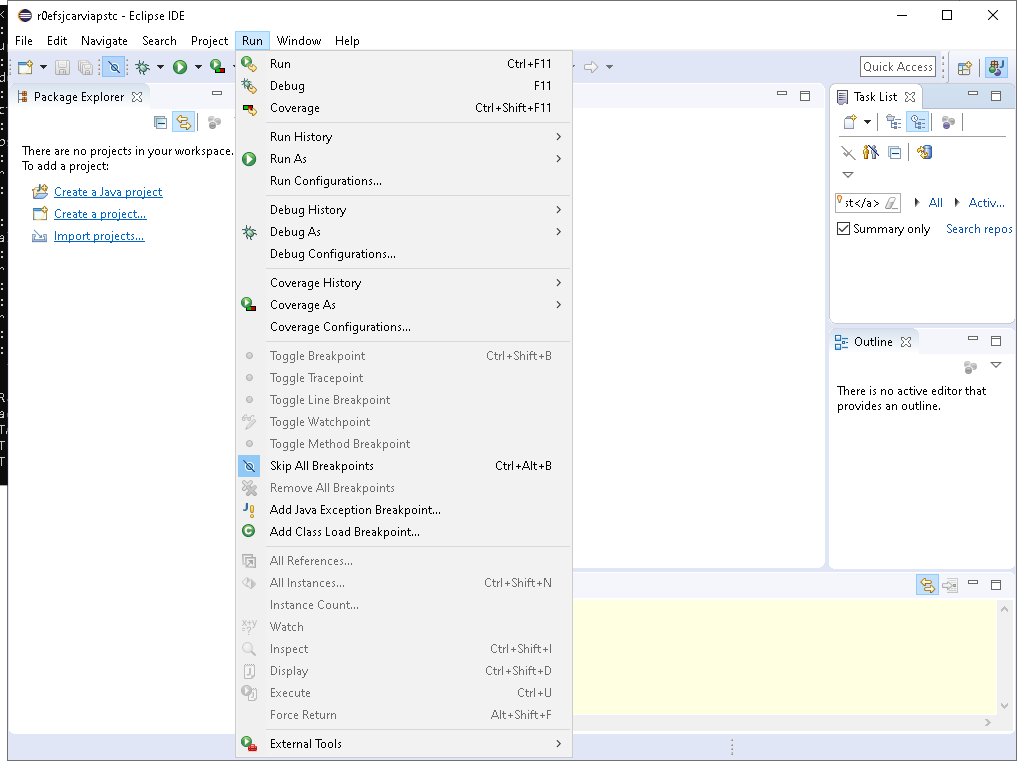 r0efsjcarviapstc - Eclipse IDE
File Edit Navigate Search Project Run Window Help
Quick Access
Package Explorer
There are no projects in your workspace.
To add a project:
Create a Java project
Create a project...
Import projects...
Run Ctrl+F11
Debug F11
Coverage Ctrl+Shift+F11
Run History
Run As
Run Configurations...
Debug History
Debug As
Debug Configurations...
Coverage History
Coverage As
Coverage Configurations...
Toggle Breakpoint Ctrl+Shift+B
Toggle Tracepoint
Toggle Line Breakpoint
Toggle Watchpoint
Toggle Method Breakpoint
Skip All Breakpoints Ctrl+Alt+B
Remove All Breakpoints
Add Java Exception Breakpoint...
Add Class Load Breakpoint...
All References...
All Instances... Ctrl+Shift+N
Instance Count...
Watch
Inspect Ctrl+Shift+I
Display Ctrl+Shift+D
Execute Ctrl+U
Force Return Alt+Shift+F
External Tools
Task List
st</a> All Activ...
Summary only Search repos
Outline
There is no active editor that
provides an outline.